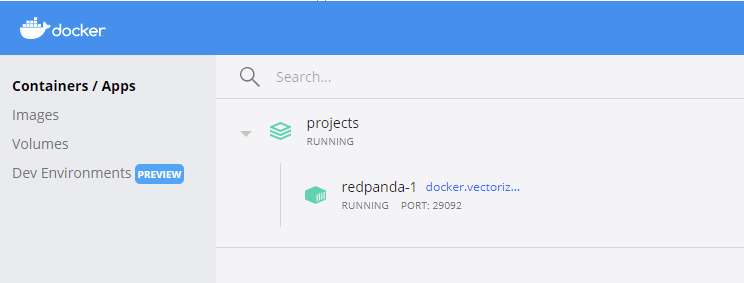 docker
Search...
Containers / Apps
Images
Volumes
Dev Environments PREVIEW
projects
RUNNING
redpanda-1 docker.vectoriz...
RUNNING PORT: 29092